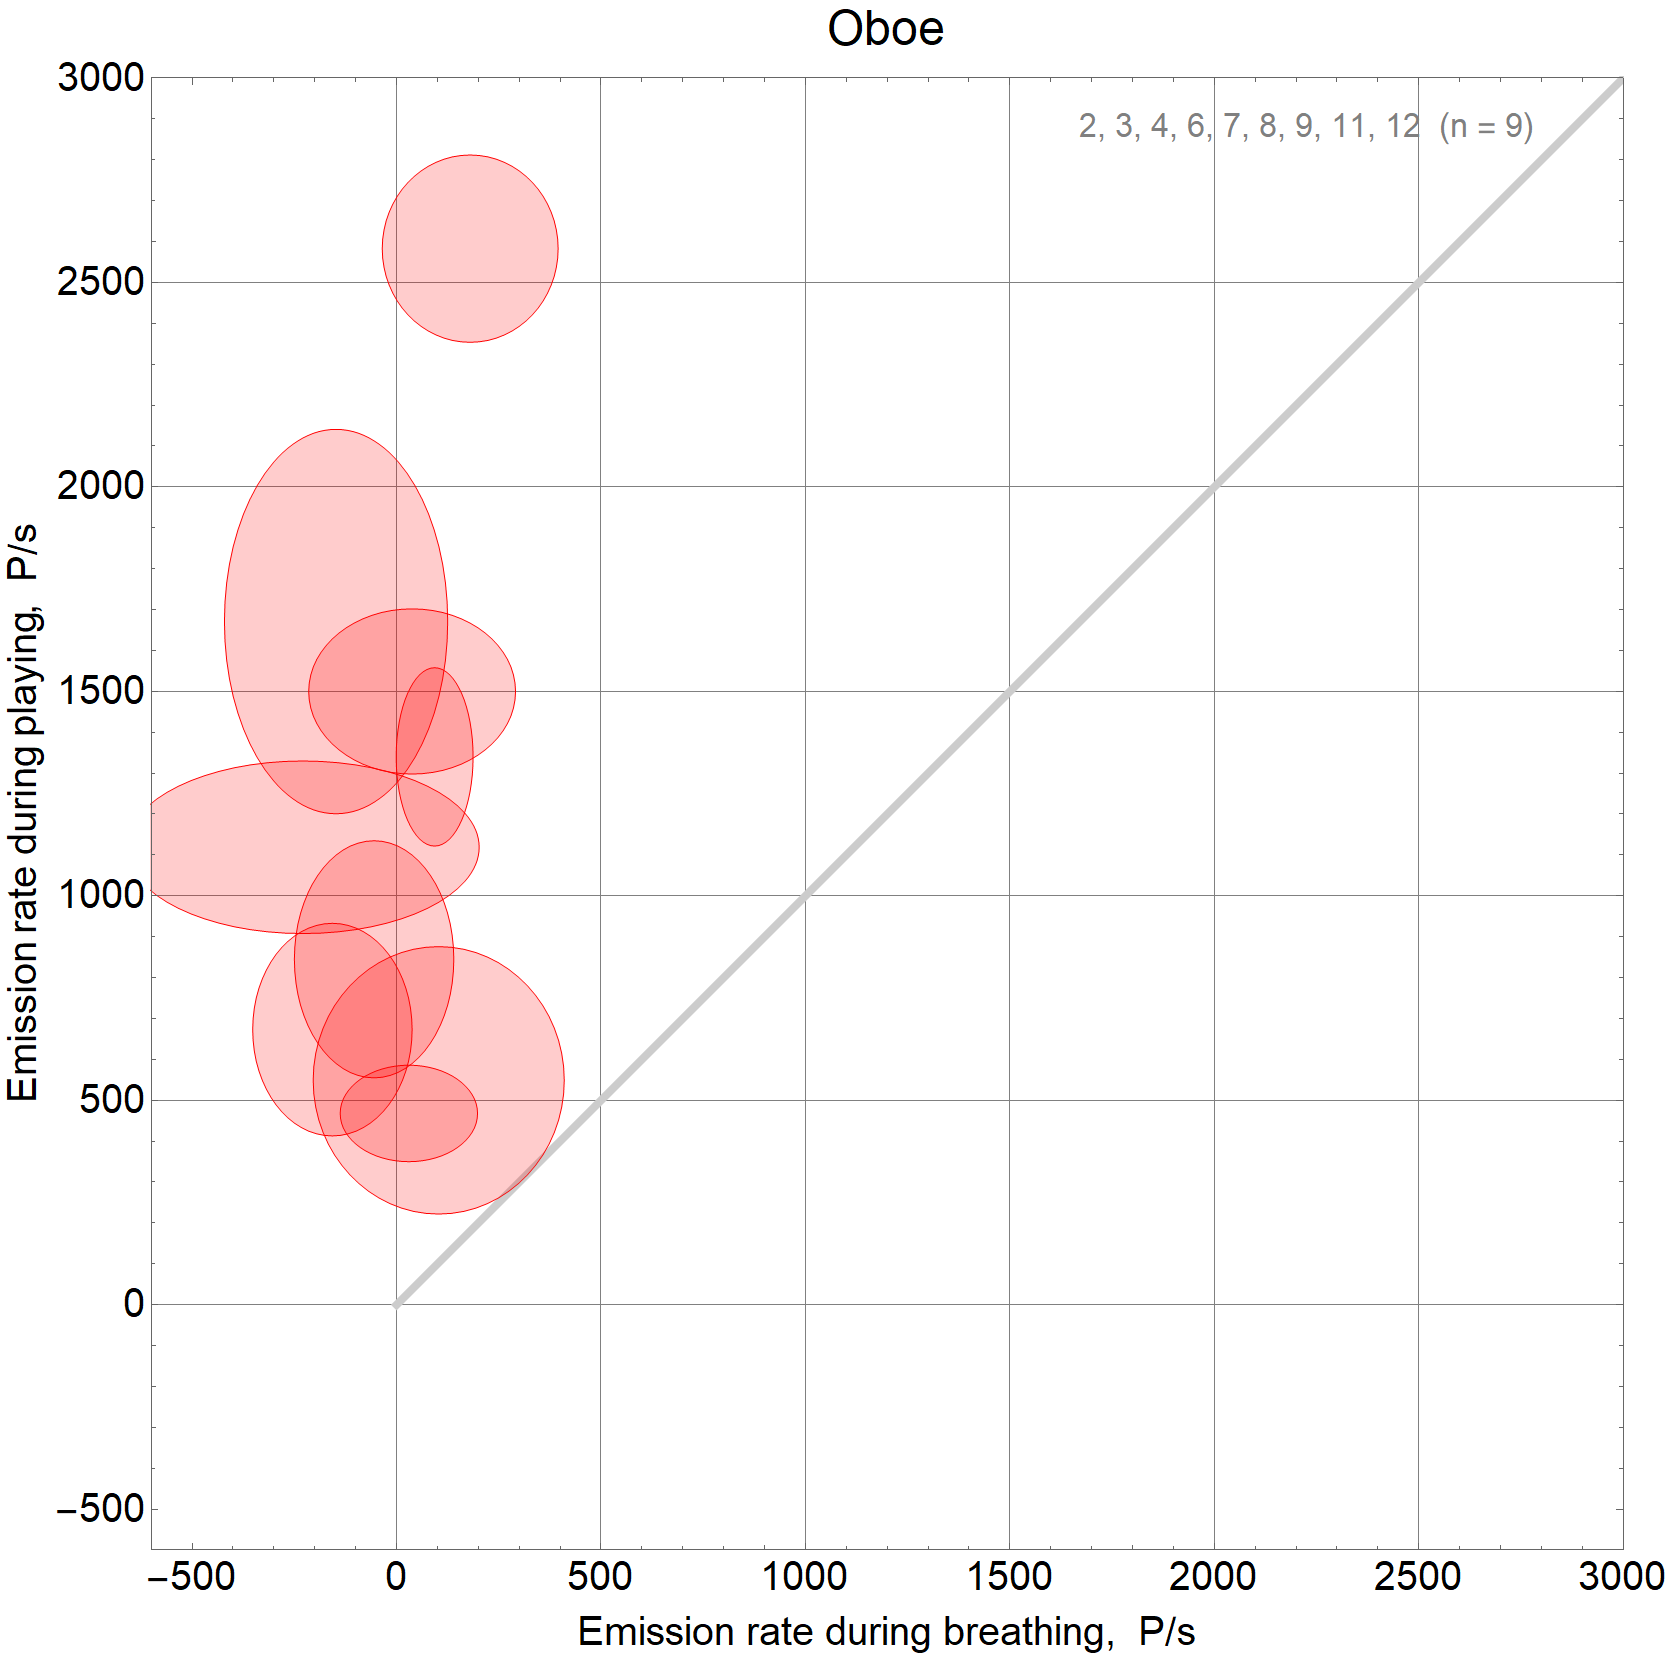 Oboe
3000
2, 3, 4, 6, 7, 8, 9, 11, 12 (n = 9)
2500
2000
1500
1000
500
0
−500
Emission rate during playing, P/s
−500 0 500 1000 1500 2000 2500 3000
Emission rate during breathing, P/s